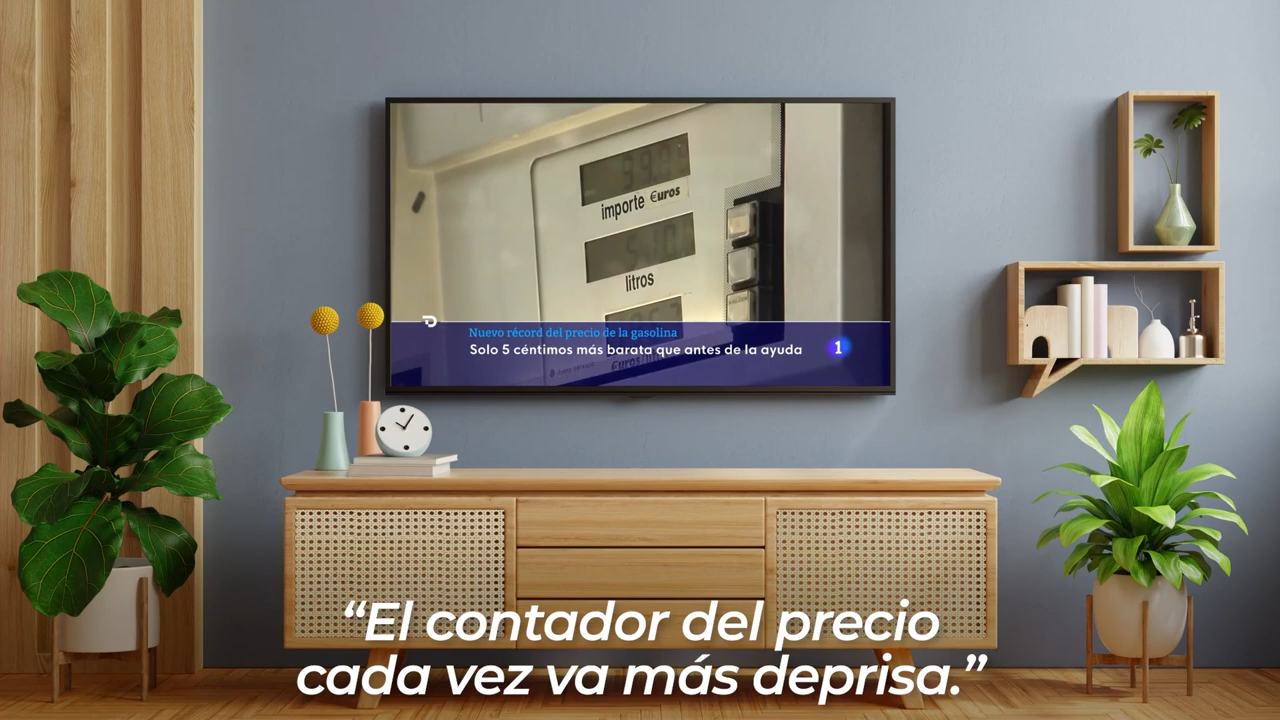 importe €uros
litros
Nuevo récord del precio de la gasolina
Solo 5 céntimos más barata que antes de la ayuda
1
“El contador del precio
cada vez va más deprisa.”